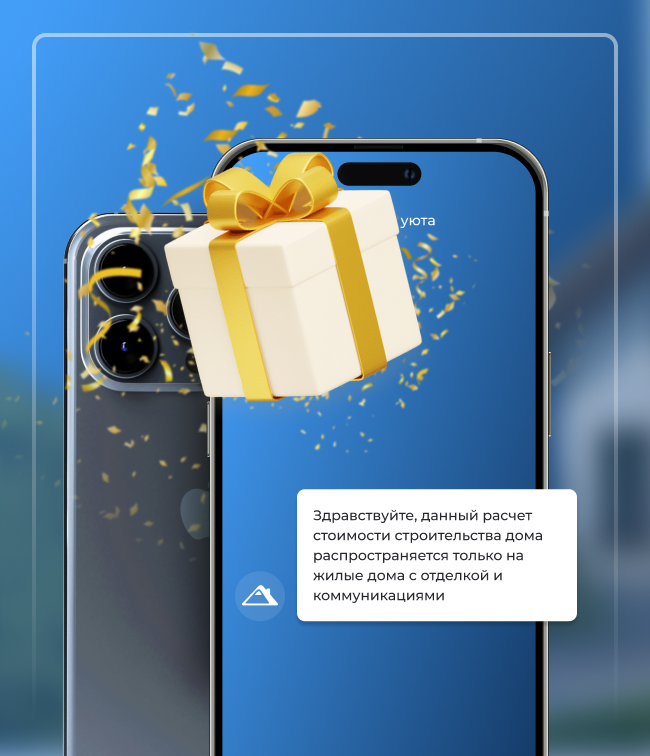 уюта
Здравствуйте, данный расчет
стоимости строительства дома
распространяется только на
жилые дома с отделкой и
коммуникациями